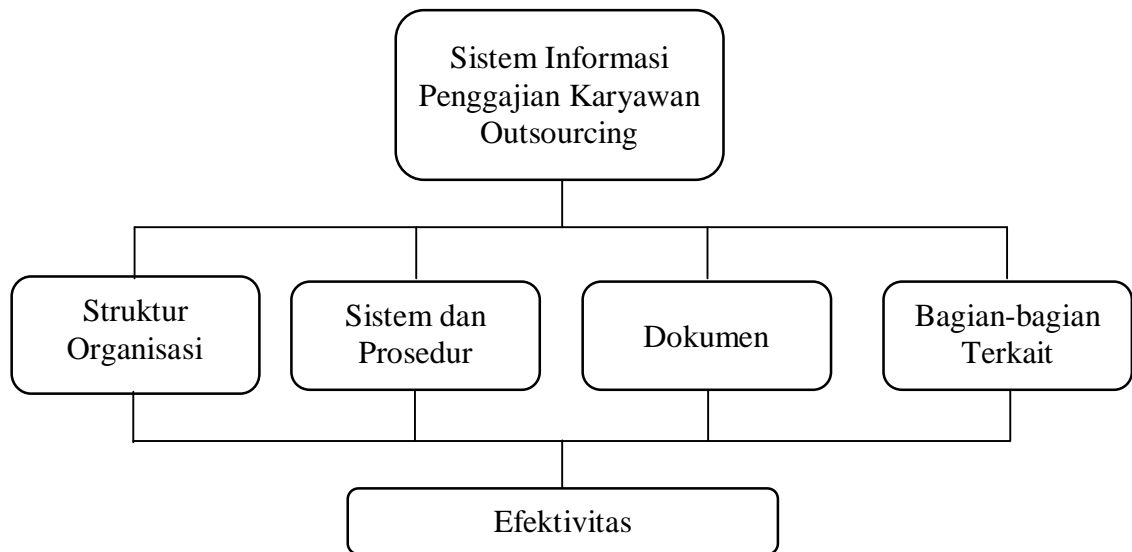 Sistem Informasi
Penggajian Karyawan
Outsourcing
Struktur
Organisasi
Sistem dan
Prosedur
Dokumen
Bagian-bagian
Terkait
Efektivitas